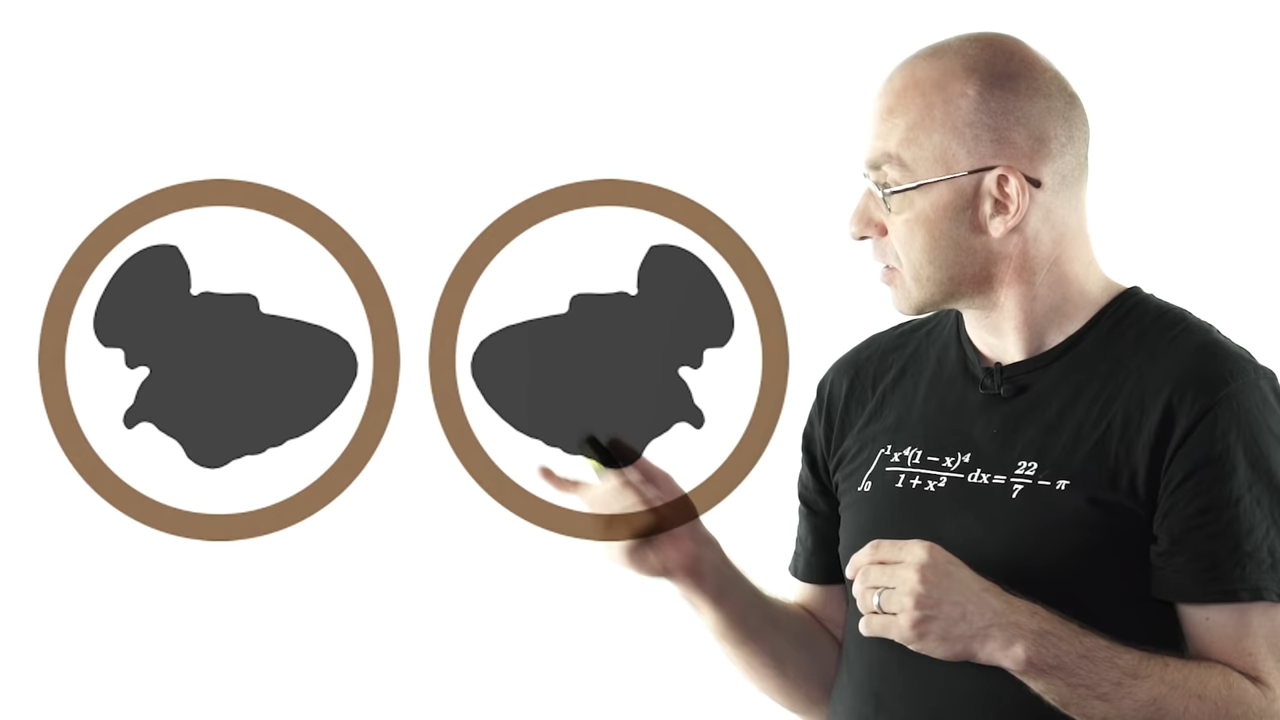 ∫₀¹ x⁴(1 − x)⁴ / 1 + x² dx = 22/7 − π